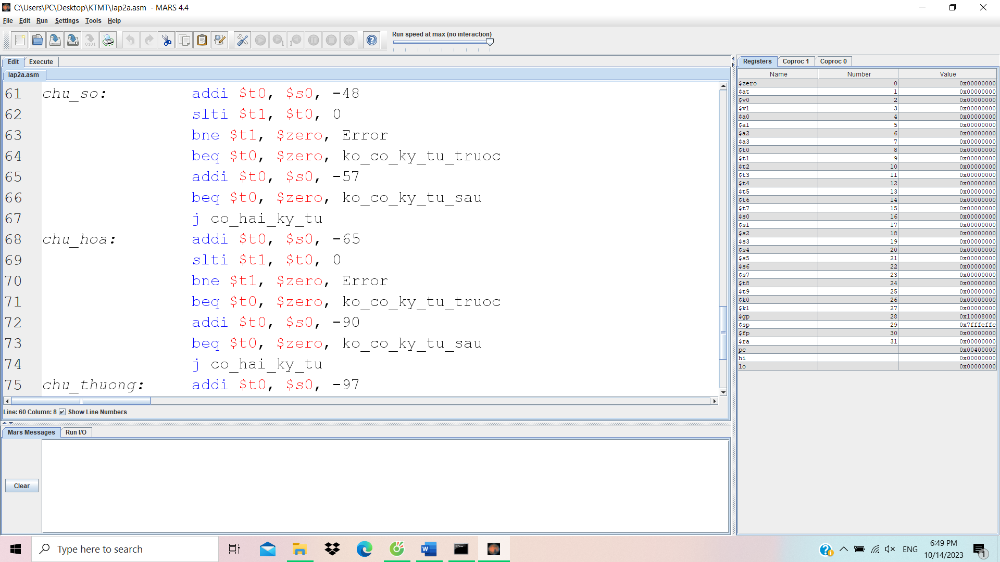 C:\Users\PC\Desktop\KTMT\lap2a.asm - MARS 4.4
File Edit Run Settings Tools Help
Run speed at max (no interaction)
Edit Execute
lap2a.asm
61 chu_so: addi $t0, $s0, -48
62 slti $t1, $t0, 0
63 bne $t1, $zero, Error
64 beq $t0, $zero, ko_co_ky_tu_truoc
65 addi $t0, $s0, -57
66 beq $t0, $zero, ko_co_ky_tu_sau
67 j co_hai_ky_tu
68 chu_hoa: addi $t0, $s0, -65
69 slti $t1, $t0, 0
70 bne $t1, $zero, Error
71 beq $t0, $zero, ko_co_ky_tu_truoc
72 addi $t0, $s0, -90
73 beq $t0, $zero, ko_co_ky_tu_sau
74 j co_hai_ky_tu
75 chu_thuong: addi $t0, $s0, -97
Line: 60 Column: 8 Show Line Numbers
Mars Messages Run I/O
Clear
Registers Coproc 1 Coproc 0
Name Number Value
$zero 0 0x00000000
$at 1 0x00000000
$v0 2 0x00000000
$v1 3 0x00000000
$a0 4 0x00000000
$a1 5 0x00000000
$a2 6 0x00000000
$a3 7 0x00000000
$t0 8 0x00000000
$t1 9 0x00000000
$t2 10 0x00000000
$t3 11 0x00000000
$t4 12 0x00000000
$t5 13 0x00000000
$t6 14 0x00000000
$t7 15 0x00000000
$s0 16 0x00000000
$s1 17 0x00000000
$s2 18 0x00000000
$s3 19 0x00000000
$s4 20 0x00000000
$s5 21 0x00000000
$s6 22 0x00000000
$s7 23 0x00000000
$t8 24 0x00000000
$t9 25 0x00000000
$k0 26 0x00000000
$k1 27 0x00000000
$gp 28 0x10008000
$sp 29 0x7fffeffc
$fp 30 0x00000000
$ra 31 0x00000000
pc 0x00400000
hi 0x00000000
lo 0x00000000
Type here to search
ENG
6:49 PM
10/14/2023
1